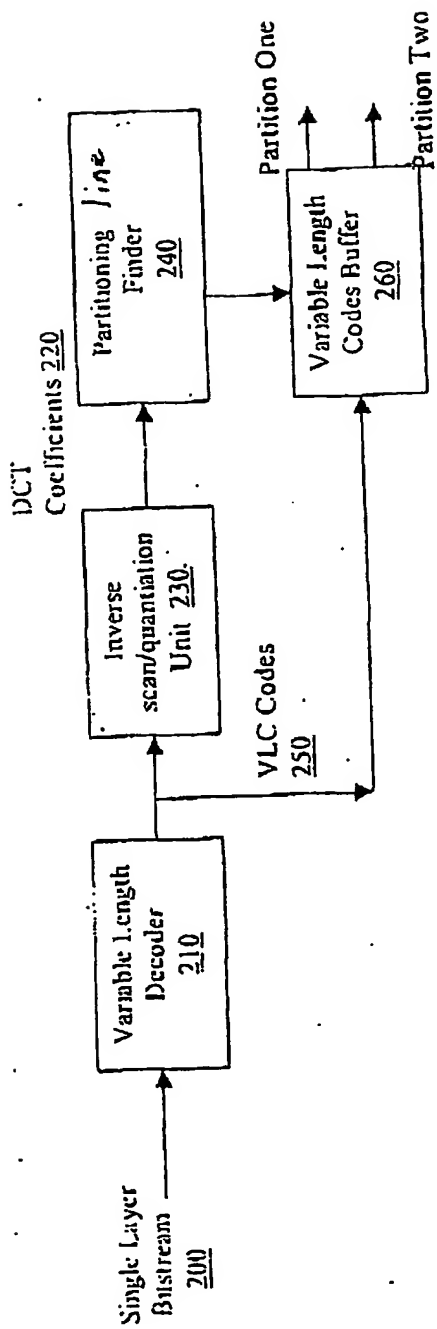 Single Layer
Bitstream
200
Variable Length
Decoder
210
VLC Codes
250
Inverse
scan/quantiation
Unit 230.
DCT
Coefficients 220
Partitioning line
Finder
240
Variable Length
Codes Buffer
260
Partition One
Partition Two